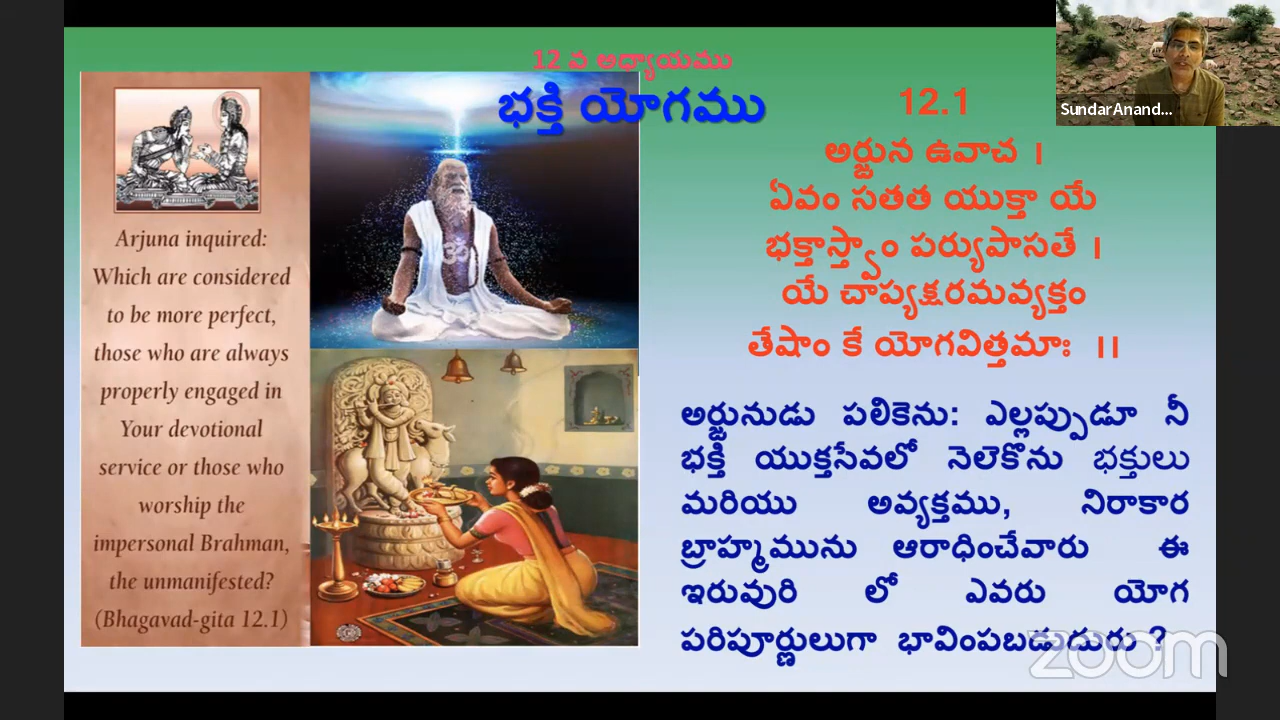 12 వ అధ్యాయము
భక్తి యోగము
Arjuna inquired:
Which are considered
to be more perfect,
those who are always
properly engaged in
Your devotional
service or those who
worship the
impersonal Brahman,
the unmanifested?
(Bhagavad-gita 12.1)
12.1
అర్జున ఉవాచ ।
ఏవం సతత యుక్తా యే
భక్తాస్త్వాం పర్యుపాసతే ।
యే చాప్యక్షరమవ్యక్తం
తేషాం కే యోగవిత్తమాః ।।
అర్జునుడు పలికెను: ఎల్లప్పుడూ నీ
భక్తి యుక్తసేవలో నెలెకొను భక్తులు
మరియు అవ్యక్తము, నిరాకార
బ్రాహ్మమును ఆరాధించేవారు ఈ
ఇరువురి లో ఎవరు యోగ
పరిపూర్ణులుగా భావింపబడుదురు ?
SundarAnand...
zoom